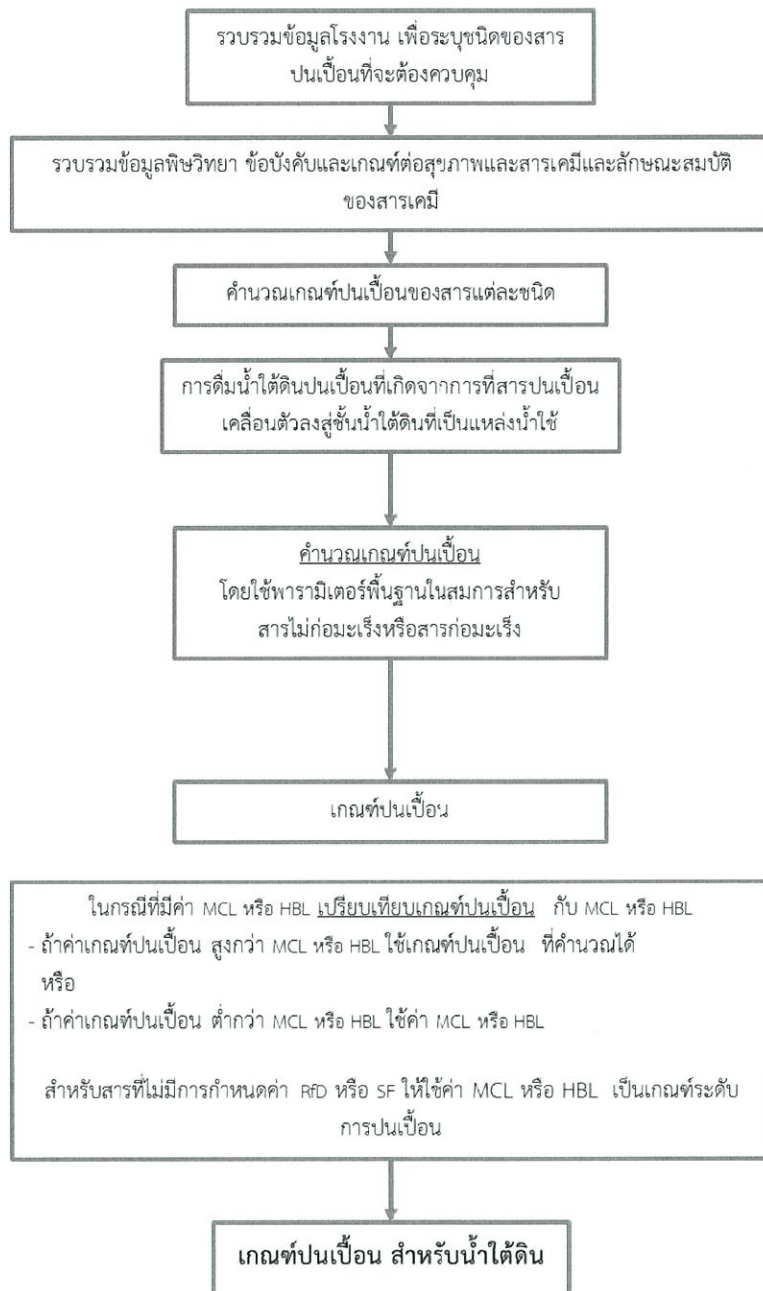 รวบรวมข้อมูลโรงงาน เพื่อระบุชนิดของสาร
ปนเปื้อนที่จะต้องควบคุม
รวบรวมข้อมูลพิษวิทยา ข้อบังคับและเกณฑ์ต่อสุขภาพและสารเคมีและลักษณะสมบัติ
ของสารเคมี
คำนวณเกณฑ์ปนเปื้อนของสารแต่ละชนิด
การดื่มน้ำใต้ดินปนเปื้อนที่เกิดจากการที่สารปนเปื้อน
เคลื่อนตัวลงสู่ชั้นน้ำใต้ดินที่เป็นแหล่งน้ำใช้
คำนวณเกณฑ์ปนเปื้อน
โดยใช้พารามิเตอร์พื้นฐานในสมการสำหรับ
สารไม่ก่อมะเร็งหรือสารก่อมะเร็ง
เกณฑ์ปนเปื้อน
ในกรณีที่มีค่า MCL หรือ HBL เปรียบเทียบเกณฑ์ปนเปื้อน กับ MCL หรือ HBL
- ถ้าค่าเกณฑ์ปนเปื้อน สูงกว่า MCL หรือ HBL ใช้เกณฑ์ปนเปื้อน ที่คำนวณได้
หรือ
- ถ้าค่าเกณฑ์ปนเปื้อน ต่ำกว่า MCL หรือ HBL ใช้ค่า MCL หรือ HBL
สำหรับสารที่ไม่มีการกำหนดค่า RfD หรือ SF ให้ใช้ค่า MCL หรือ HBL เป็นเกณฑ์ระดับ
การปนเปื้อน
เกณฑ์ปนเปื้อน สำหรับน้ำใต้ดิน